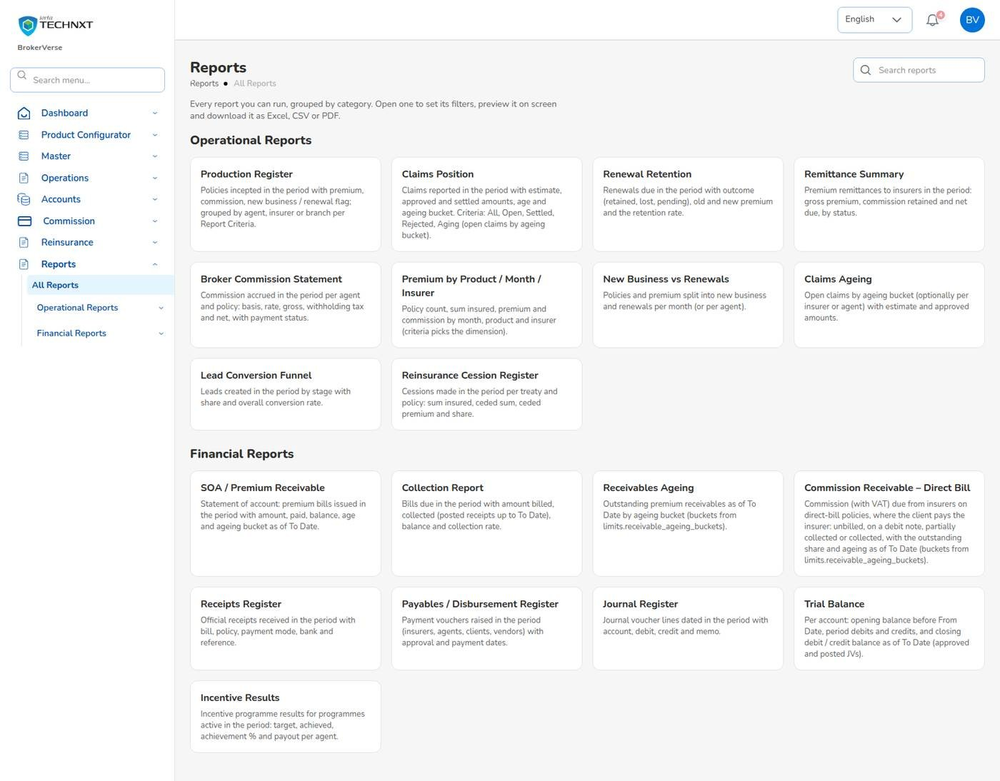 iorta
TECHNXT
BrokerVerse
Search menu...
Dashboard
Product Configurator
Master
Operations
Accounts
Commission
Reinsurance
Reports
All Reports
Operational Reports
Financial Reports
English
4
BV
Reports
Reports • All Reports
Search reports
Every report you can run, grouped by category. Open one to set its filters, preview it on screen
and download it as Excel, CSV or PDF.
Operational Reports
Production Register
Policies incepted in the period with premium,
commission, new business / renewal flag;
grouped by agent, insurer or branch per
Report Criteria.
Claims Position
Claims reported in the period with estimate,
approved and settled amounts, age and
ageing bucket. Criteria: All, Open, Settled,
Rejected, Aging (open claims by ageing
bucket).
Renewal Retention
Renewals due in the period with outcome
(retained, lost, pending), old and new premium
and the retention rate.
Remittance Summary
Premium remittances to insurers in the period:
gross premium, commission retained and net
due, by status.
Broker Commission Statement
Commission accrued in the period per agent
and policy: basis, rate, gross, withholding tax
and net, with payment status.
Premium by Product / Month /
Insurer
Policy count, sum insured, premium and
commission by month, product and insurer
(criteria picks the dimension).
New Business vs Renewals
Policies and premium split into new business
and renewals per month (or per agent).
Claims Ageing
Open claims by ageing bucket (optionally per
insurer or agent) with estimate and approved
amounts.
Lead Conversion Funnel
Leads created in the period by stage with
share and overall conversion rate.
Reinsurance Cession Register
Cessions made in the period per treaty and
policy: sum insured, ceded sum, ceded
premium and share.
Financial Reports
SOA / Premium Receivable
Statement of account: premium bills issued in
the period with amount, paid, balance, age
and ageing bucket as of To Date.
Collection Report
Bills due in the period with amount billed,
collected (posted receipts up to To Date),
balance and collection rate.
Receivables Ageing
Outstanding premium receivables as of To
Date by ageing bucket (buckets from
limits.receivable_ageing_buckets).
Commission Receivable – Direct Bill
Commission (with VAT) due from insurers on
direct-bill policies, where the client pays the
insurer: unbilled, on a debit note, partially
collected or collected, with the outstanding
share and ageing as of To Date (buckets from
limits.receivable_ageing_buckets).
Receipts Register
Official receipts received in the period with
bill, policy, payment mode, bank and
reference.
Payables / Disbursement Register
Payment vouchers raised in the period
(insurers, agents, clients, vendors) with
approval and payment dates.
Journal Register
Journal voucher lines dated in the period with
account, debit, credit and memo.
Trial Balance
Per account: opening balance before From
Date, period debits and credits, and closing
debit / credit balance as of To Date (approved
and posted JVs).
Incentive Results
Incentive programme results for programmes
active in the period: target, achieved,
achievement % and payout per agent.